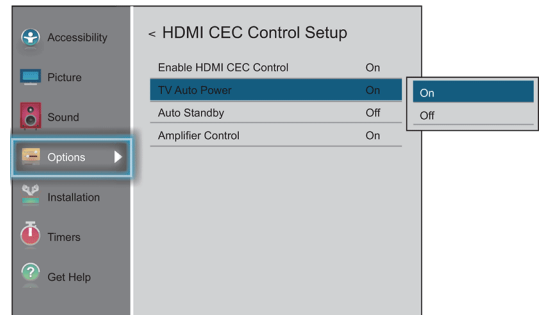 Accessibility
Picture
Sound
Options
Installation
Timers
Get Help
< HDMI CEC Control Setup
Enable HDMI CEC Control On
TV Auto Power On
Auto Standby Off
Amplifier Control On
On
Off